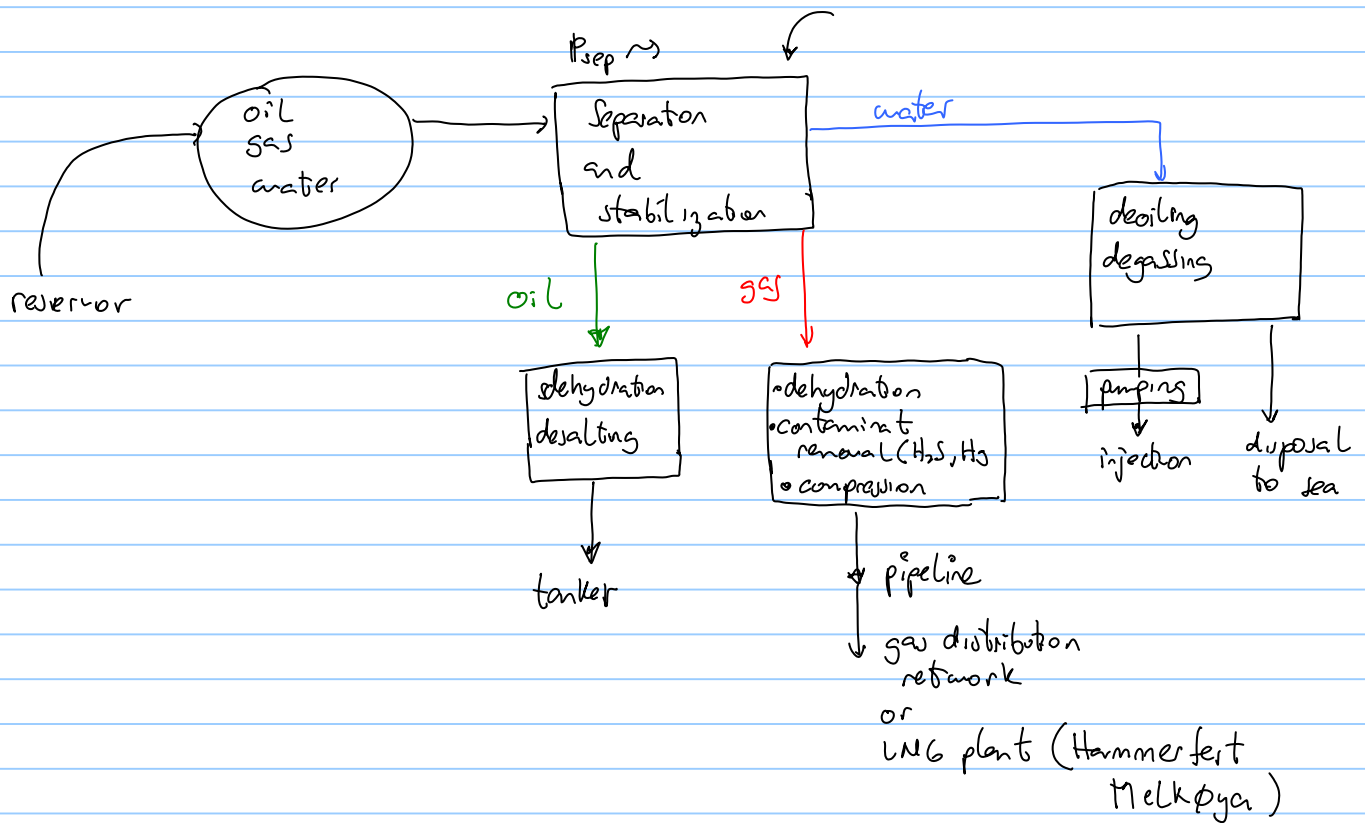 Psep
oil
gas
water
Separation
and
stabilization
water
reservoir
oil
gas
deoiling
degassing
dehydration
desalting
•dehydration
•contaminat
removal (H2S, Hg
• compression
pumping
injection
disposal
to sea
tanker
pipeline
gas distribution
network
or
LNG plant (Hammerfest
Melkøya)